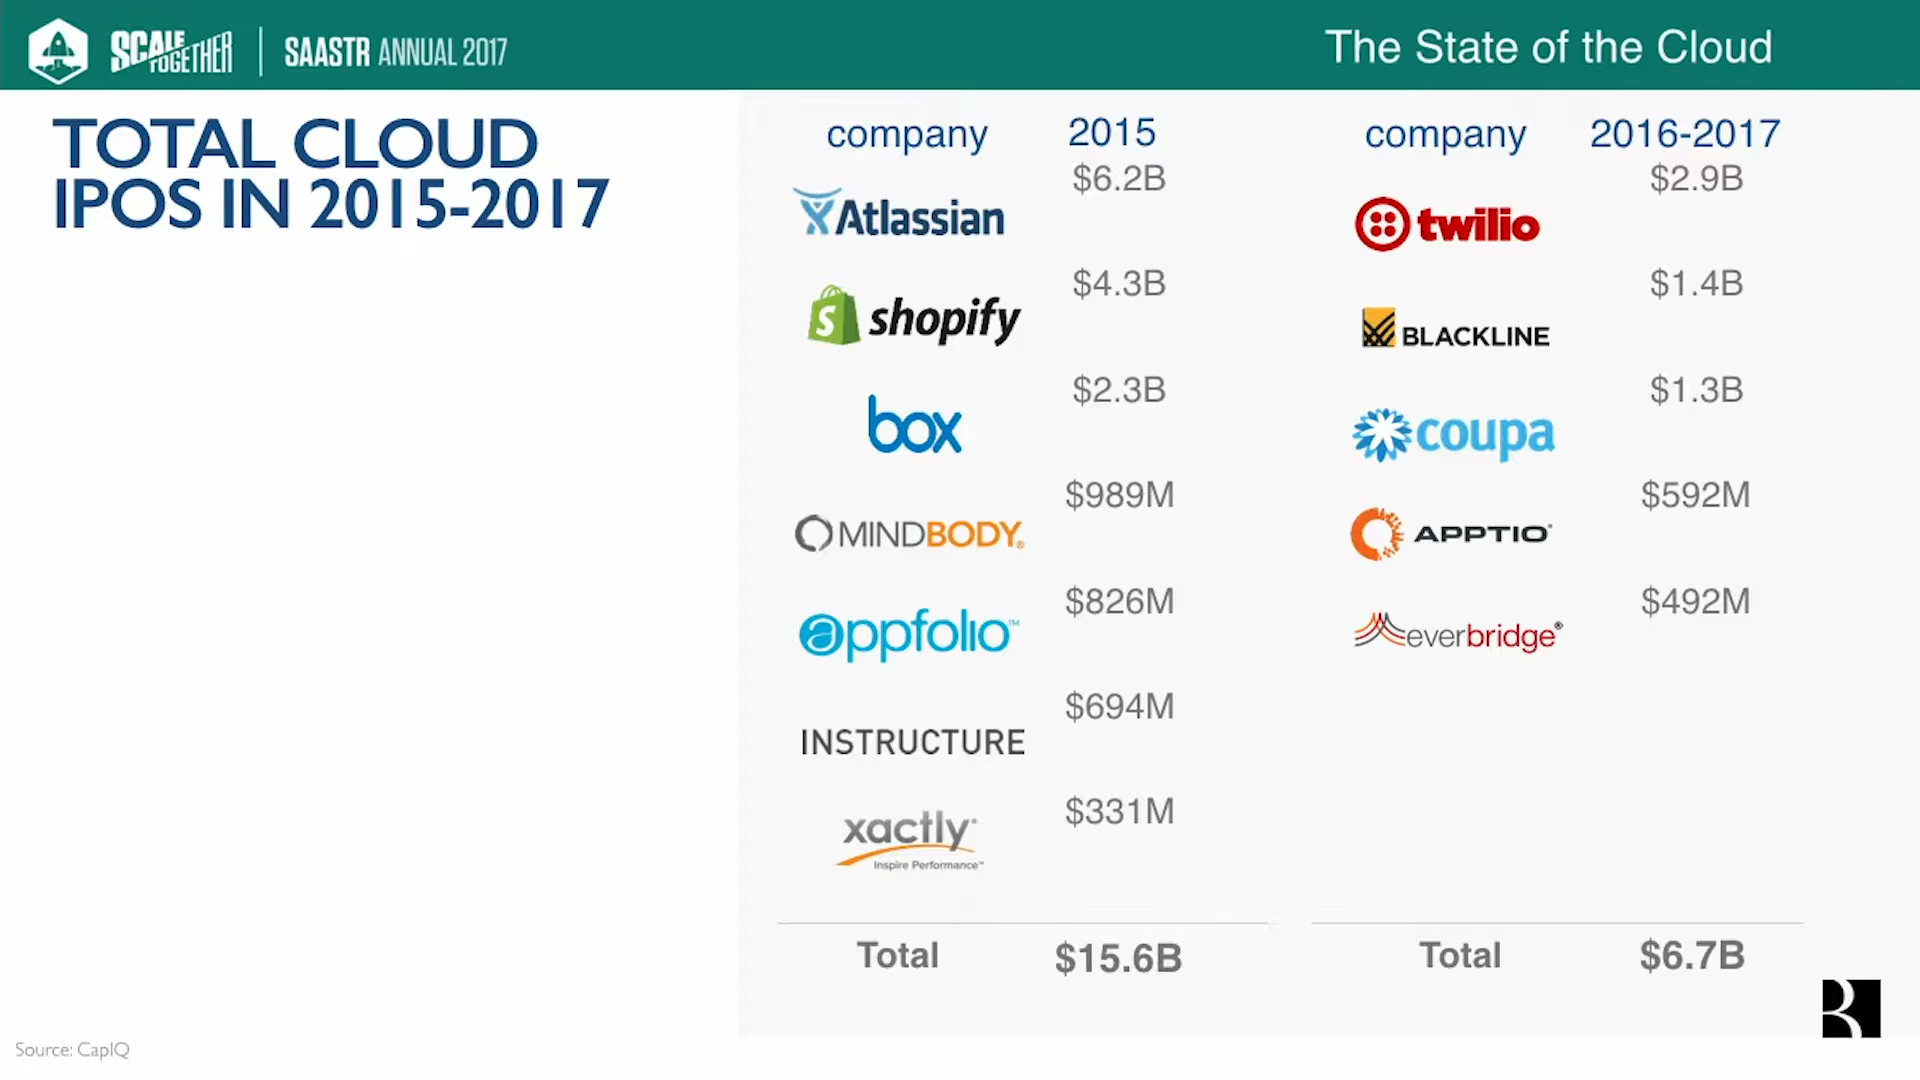 SCALE TOGETHER | SAASTR ANNUAL 2017
The State of the Cloud
TOTAL CLOUD
IPOS IN 2015-2017
company 2015
$6.2B
Atlassian
$4.3B
shopify
$2.3B
box
$989M
MINDBODY®
$826M
appfolio™
$694M
INSTRUCTURE
$331M
xactly®
Inspire Performance™
Total $15.6B
company 2016-2017
$2.9B
twilio
$1.4B
BLACKLINE
$1.3B
coupa
$592M
APPTIO®
$492M
everbridge®
Total $6.7B
Source: CapIQ